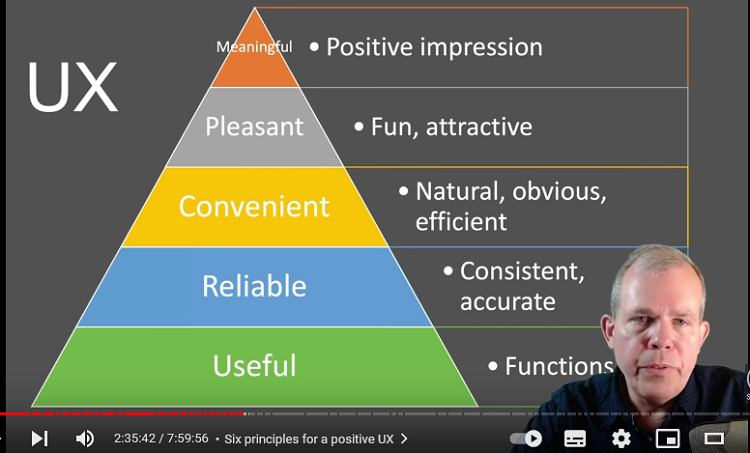 UX
Meaningful
• Positive impression
Pleasant
• Fun, attractive
Convenient
• Natural, obvious,
efficient
Reliable
• Consistent,
accurate
Useful
• Functions
2:35:42 / 7:59:56 • Six principles for a positive UX >